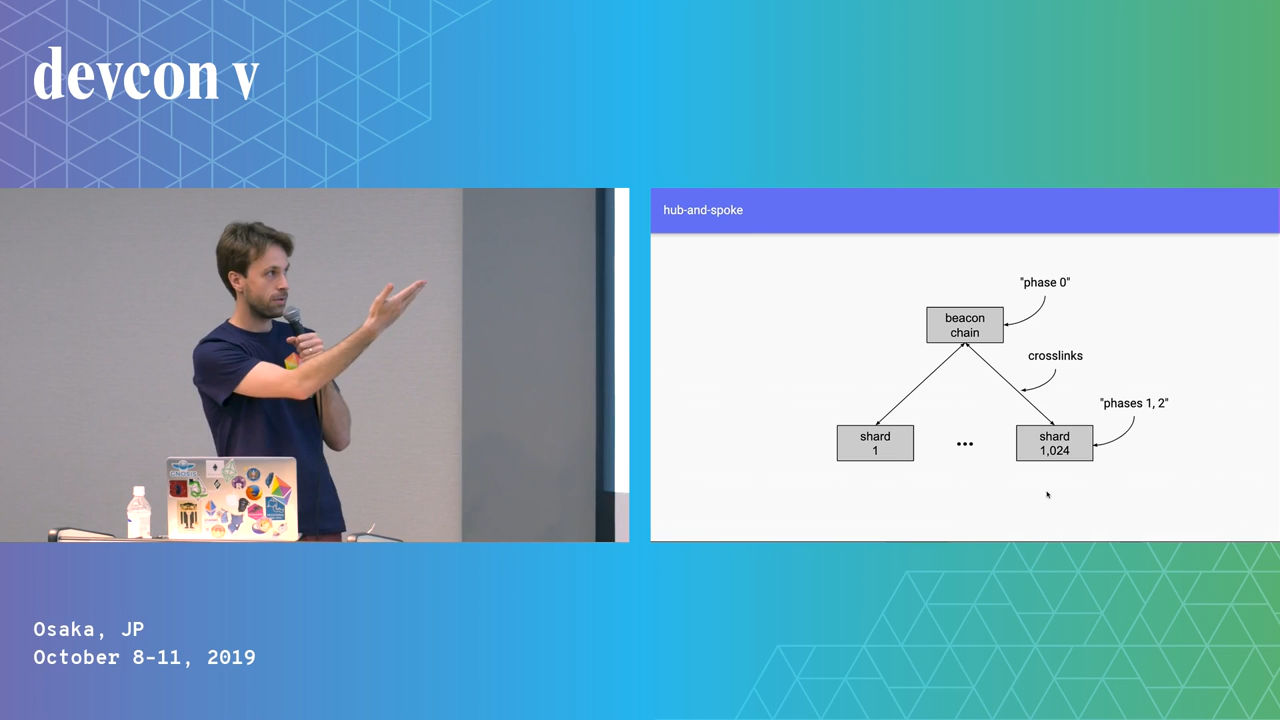 devcon v
hub-and-spoke
"phase 0"
beacon
chain
crosslinks
"phases 1, 2"
shard
1
...
shard
1,024
Osaka, JP
October 8-11, 2019